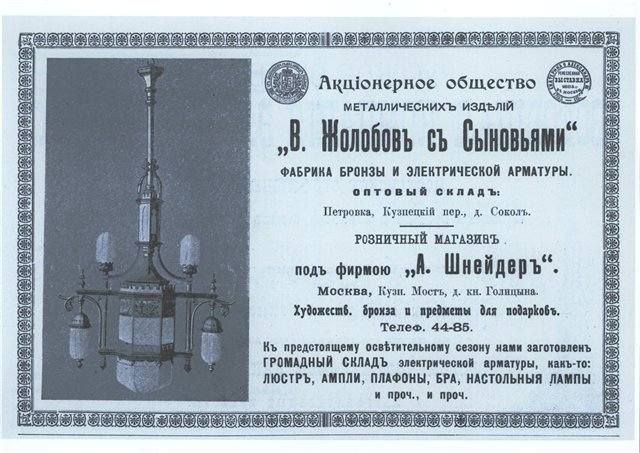 Акціонерное общество
МЕТАЛЛИЧЕСКИХЪ ИЗДѢЛІЙ
„В. Жолобовъ съ Сыновьями“
ФАБРИКА БРОНЗЫ И ЭЛЕКТРИЧЕСКОЙ АРМАТУРЫ.
ОПТОВЫЙ СКЛАДЪ:
Петровка, Кузнецкій пер., д. Соколъ.
РОЗНИЧНЫЙ МАГАЗИНЪ
подъ фирмою „А. Шнейдеръ“.
Москва, Кузн. Мостъ, д. кн. Голицына.
Художеств. бронза и предметы для подарковъ.
Телеф. 44-85.
Къ предстоящему освѣтительному сезону нами заготовленъ
ГРОМАДНЫЙ СКЛАДЪ электрической арматуры, какъ-то:
ЛЮСТРЪ, АМПЛИ, ПЛАФОНЫ, БРА, НАСТОЛЬНЫЯ ЛАМПЫ
и проч., и проч.